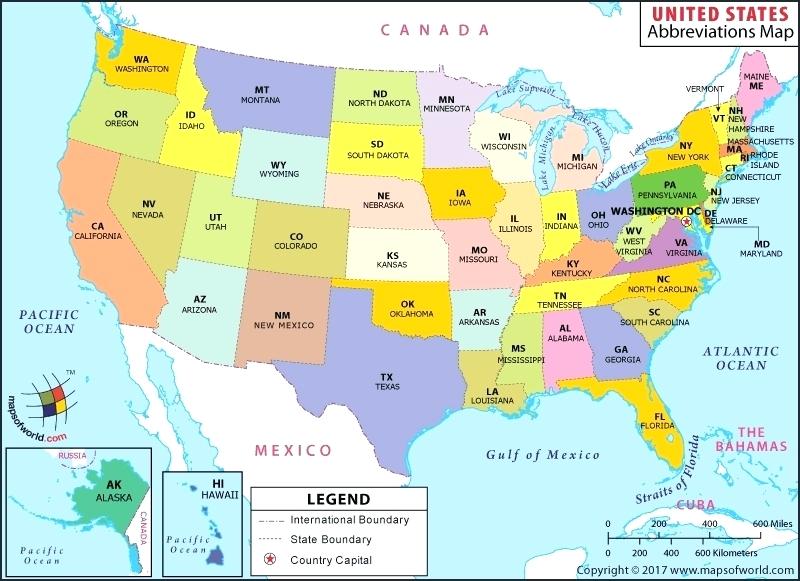 UNITED STATES
Abbreviations Map
CANADA
WA
WASHINGTON
OR
OREGON
ID
IDAHO
MT
MONTANA
ND
NORTH DAKOTA
MN
MINNESOTA
Lake Superior
Lake Michigan
Lake Huron
Lake Ontario
Lake Erie
WI
WISCONSIN
MI
MICHIGAN
VERMONT
VT
NH
NEW
HAMPSHIRE
MAINE
ME
MASSACHUSETTS
MA
RI
RHODE
ISLAND
CT
CONNECTICUT
NY
NEW YORK
SD
SOUTH DAKOTA
WY
WYOMING
IA
IOWA
NE
NEBRASKA
PA
PENNSYLVANIA
NJ
NEW JERSEY
WASHINGTON DC
DE
DELAWARE
MD
MARYLAND
CA
CALIFORNIA
NV
NEVADA
UT
UTAH
CO
COLORADO
KS
KANSAS
MO
MISSOURI
IL
ILLINOIS
IN
INDIANA
OH
OHIO
WV
WEST
VIRGINIA
VA
VIRGINIA
KY
KENTUCKY
NC
NORTH CAROLINA
TN
TENNESSEE
SC
SOUTH CAROLINA
AZ
ARIZONA
NM
NEW MEXICO
OK
OKLAHOMA
AR
ARKANSAS
MS
MISSISSIPPI
AL
ALABAMA
GA
GEORGIA
TX
TEXAS
LA
LOUISIANA
FL
FLORIDA
PACIFIC
OCEAN
ATLANTIC
OCEAN
TM
mapsofworld.com
MEXICO
Gulf of Mexico
Straits of Florida
THE
BAHAMAS
CUBA
RUSSIA
AK
ALASKA
CANADA
Pacific
Ocean
HI
HAWAII
Pacific
Ocean
LEGEND
International Boundary
State Boundary
Country Capital
0 200 400 600 Miles
0 200 400 600 Kilometers
Copyright © 2017 www.mapsofworld.com